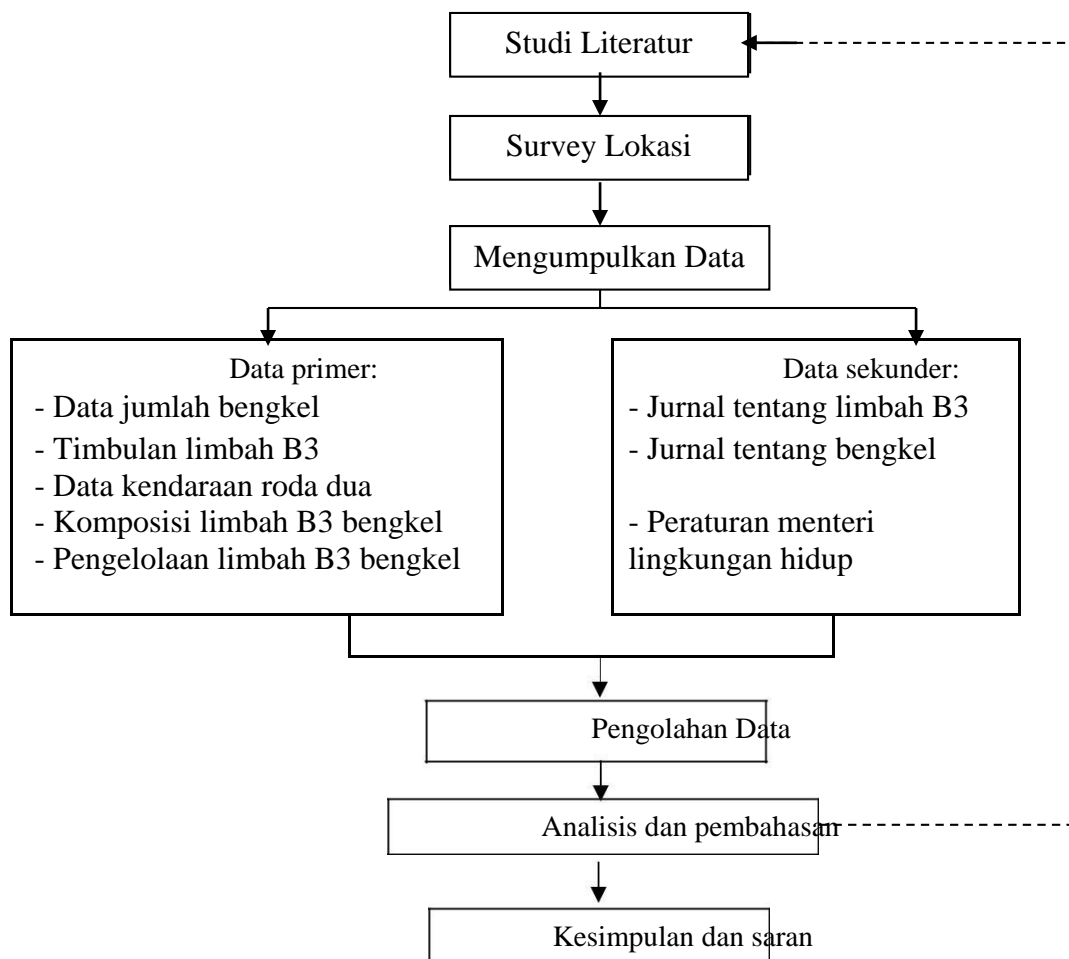 Studi Literatur
Survey Lokasi
Mengumpulkan Data
Data primer:
- Data jumlah bengkel
- Timbulan limbah B3
- Data kendaraan roda dua
- Komposisi limbah B3 bengkel
- Pengelolaan limbah B3 bengkel
Data sekunder:
- Jurnal tentang limbah B3
- Jurnal tentang bengkel
- Peraturan menteri
lingkungan hidup
Pengolahan Data
Analisis dan pembahasan
Kesimpulan dan saran